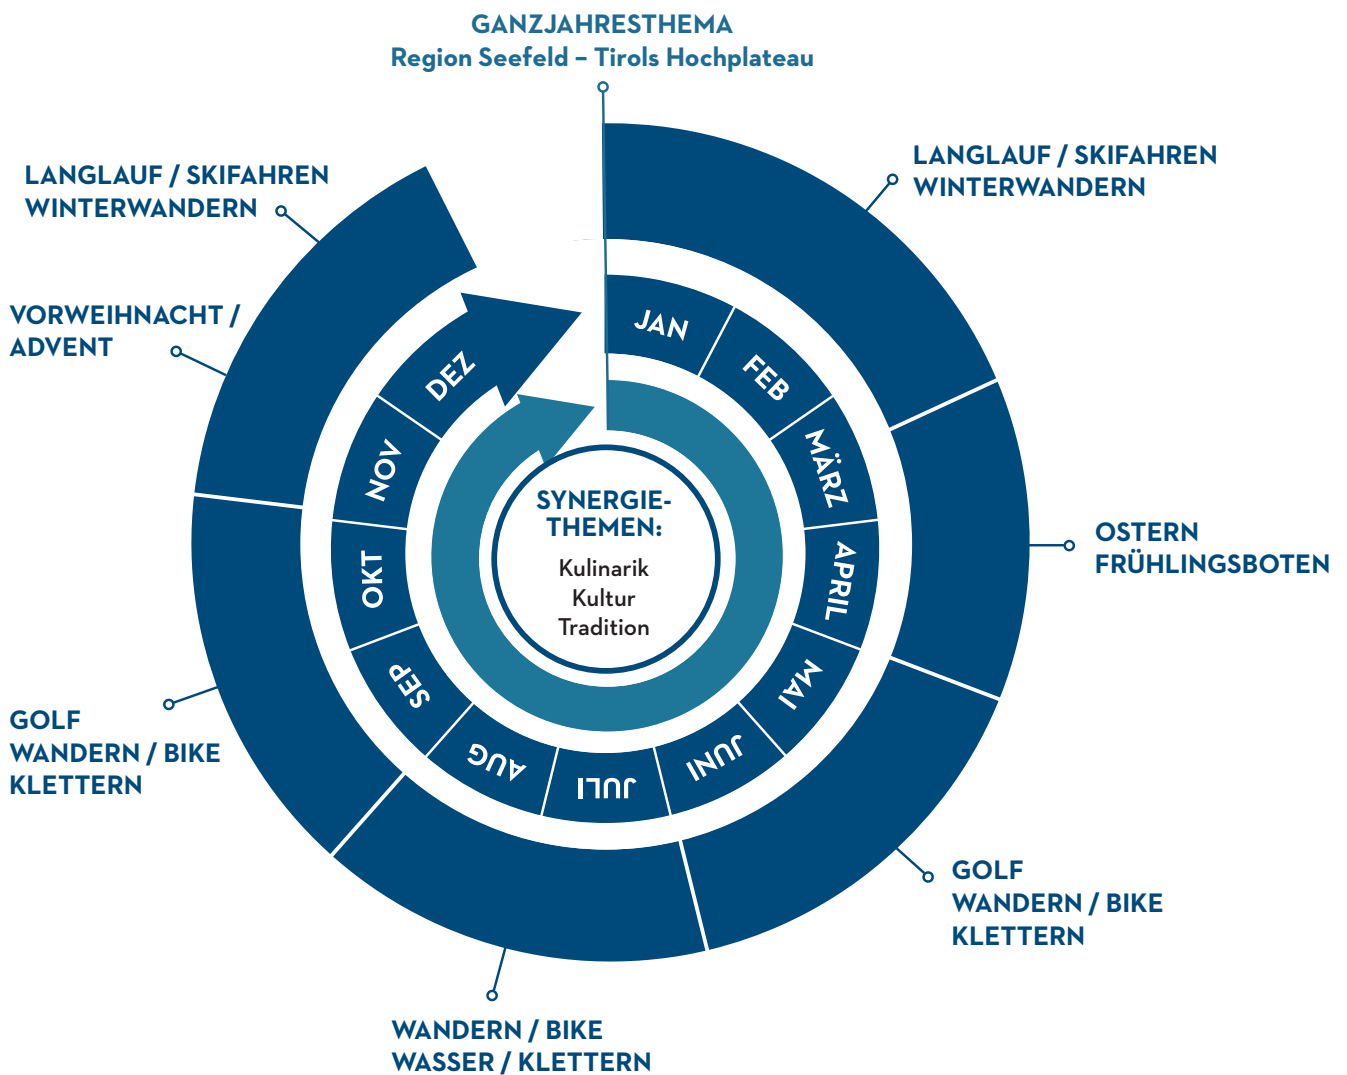 GANZJAHRESTHEMA
Region Seefeld – Tirols Hochplateau
LANGLAUF / SKIFAHREN
WINTERWANDERN
OSTERN
FRÜHLINGSBOTEN
GOLF
WANDERN / BIKE
KLETTERN
WANDERN / BIKE
WASSER / KLETTERN
GOLF
WANDERN / BIKE
KLETTERN
VORWEIHNACHT /
ADVENT
LANGLAUF / SKIFAHREN
WINTERWANDERN
JAN
FEB
MÄRZ
APRIL
MAI
JUNI
JULI
AUG
SEP
OKT
NOV
DEZ
SYNERGIE-
THEMEN:
Kulinarik
Kultur
Tradition